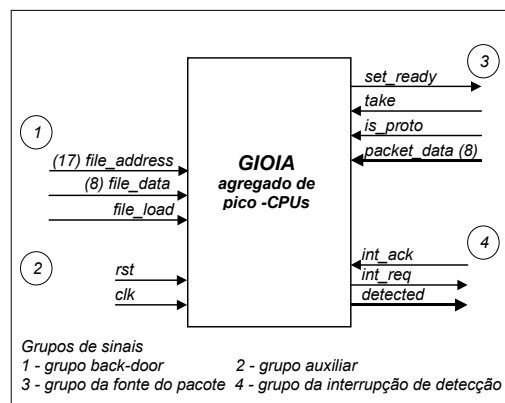 set_ready
3
take
1
is_proto
GIOIA
packet_data (8)
(17) file_address
agregado de
(8) file_data
pico -CPUs
file_load
4
int_ack
2
rst
int_req
clk
detected
Grupos de sinais
1 - grupo back-door 2 - grupo auxiliar
3 - grupo da fonte do pacote 4 - grupo da interrupção de detecção